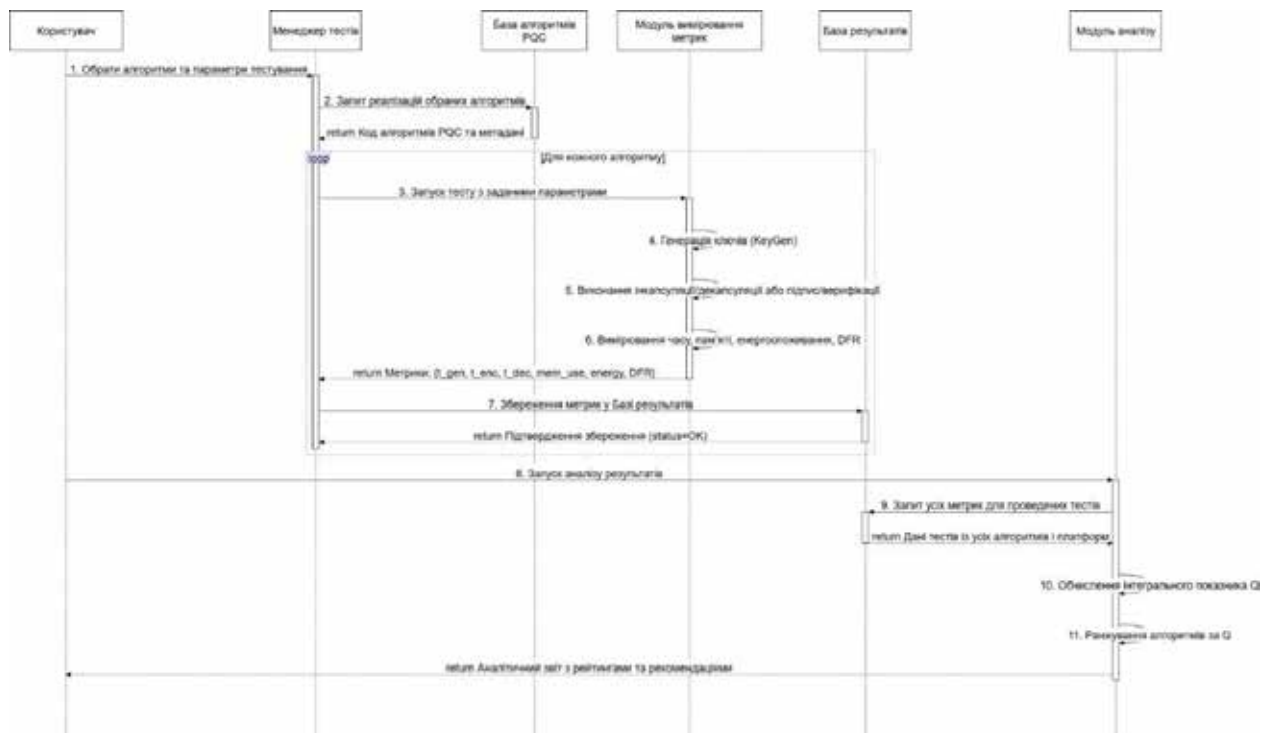 Користувач
Менеджер тестів
База алгоритмів
PQC
Модуль вимірювання
метрик
База результатів
Модуль аналізу
1. Обрати алгоритми та параметри тестування
2. Запит реалізацій обраних алгоритмів
return Код алгоритмів PQC та метадані
loop
[Для кожного алгоритму]
3. Запуск тесту з заданими параметрами
4. Генерація ключів (KeyGen)
5. Виконання інкапсуляції/декапсуляції або підпис/верифікації
6. Вимірювання часу, пам'яті, енергоспоживання, DFR
return Метрики: (t_gen, t_enc, t_dec, mem_use, energy, DFR)
7. Збереження метрик у Базі результатів
return Підтвердження збереження (status=OK)
8. Запуск аналізу результатів
9. Запит усіх метрик для проведених тестів
return Дані тестів із усіх алгоритмів і платформ
10. Обчислення інтегрального показника Qi
11. Ранжування алгоритмів за Q
return Аналітичний звіт з рейтингами та рекомендаціями